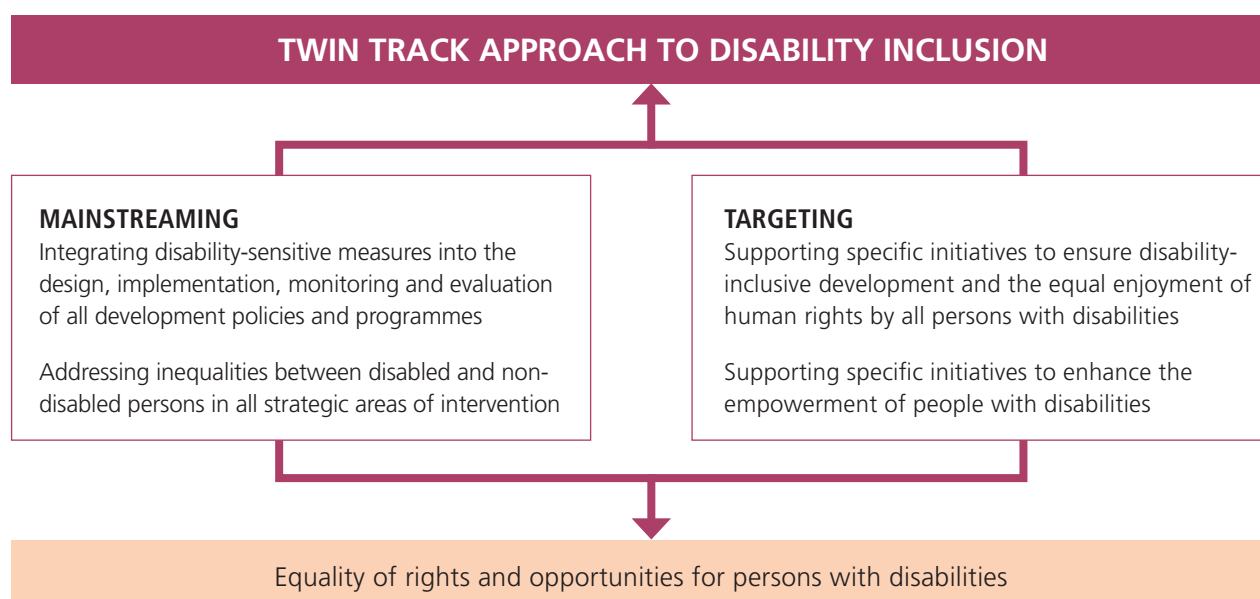 TWIN TRACK APPROACH TO DISABILITY INCLUSION
MAINSTREAMING
Integrating disability-sensitive measures into the
design, implementation, monitoring and evaluation
of all development policies and programmes
Addressing inequalities between disabled and non-
disabled persons in all strategic areas of intervention
TARGETING
Supporting specific initiatives to ensure disability-
inclusive development and the equal enjoyment of
human rights by all persons with disabilities
Supporting specific initiatives to enhance the
empowerment of people with disabilities
Equality of rights and opportunities for persons with disabilities